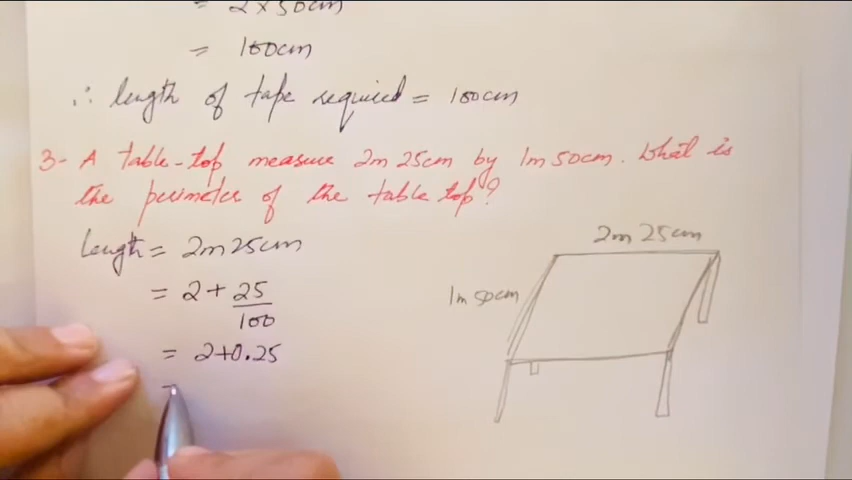 = 2 x 50cm
= 100cm
∴ length of tape required = 100cm
3- A table-top measure 2m 25cm by 1m 50cm. What is
the perimeter of the table top?
length = 2m 25cm
= 2 + 25/100
= 2+0.25
=
2m 25cm
1m 50cm